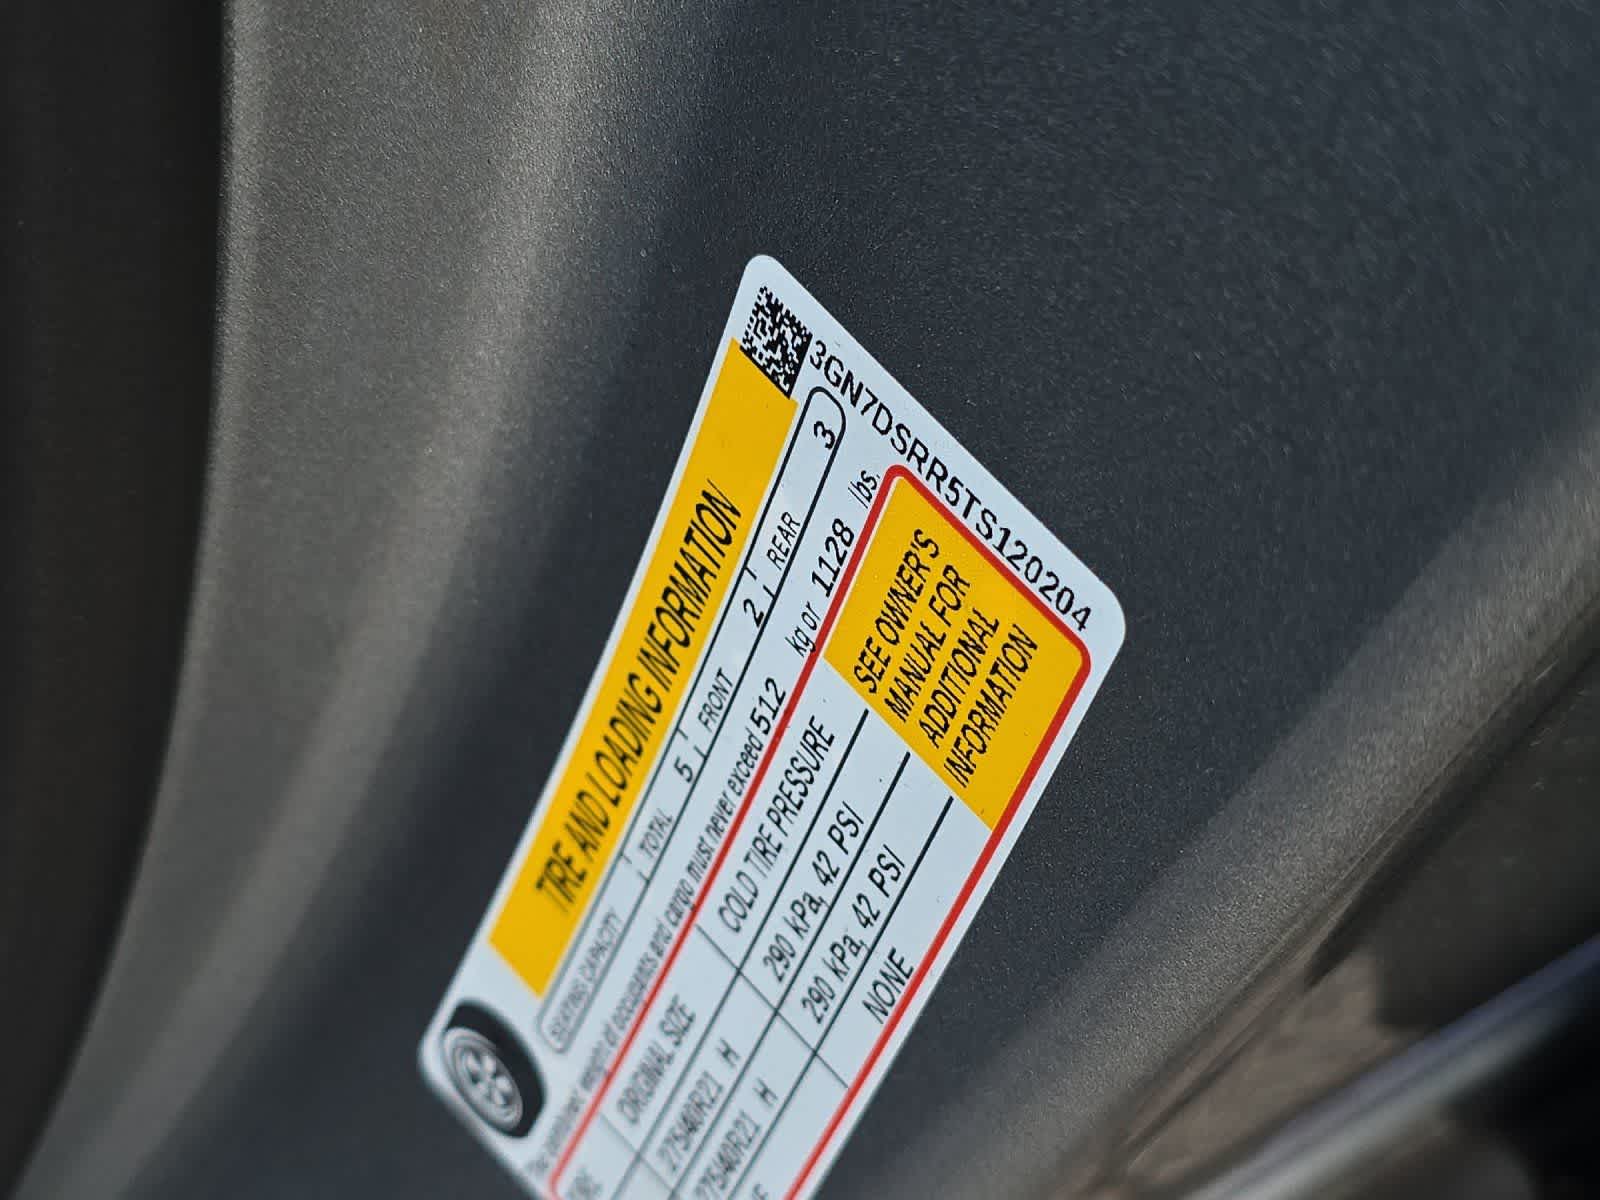 3GN7DSRR5TS120204
TIRE AND LOADING INFORMATION
SEATING CAPACITY TOTAL 5 FRONT 2 REAR 3
The combined weight of occupants and cargo must never exceed 512 kg or 1128 lbs.
ORIGINAL SIZE COLD TIRE PRESSURE
275/40R21 H 290 kPa, 42 PSI
275/40R21 H 290 kPa, 42 PSI
NONE
SEE OWNER'S
MANUAL FOR
ADDITIONAL
INFORMATION